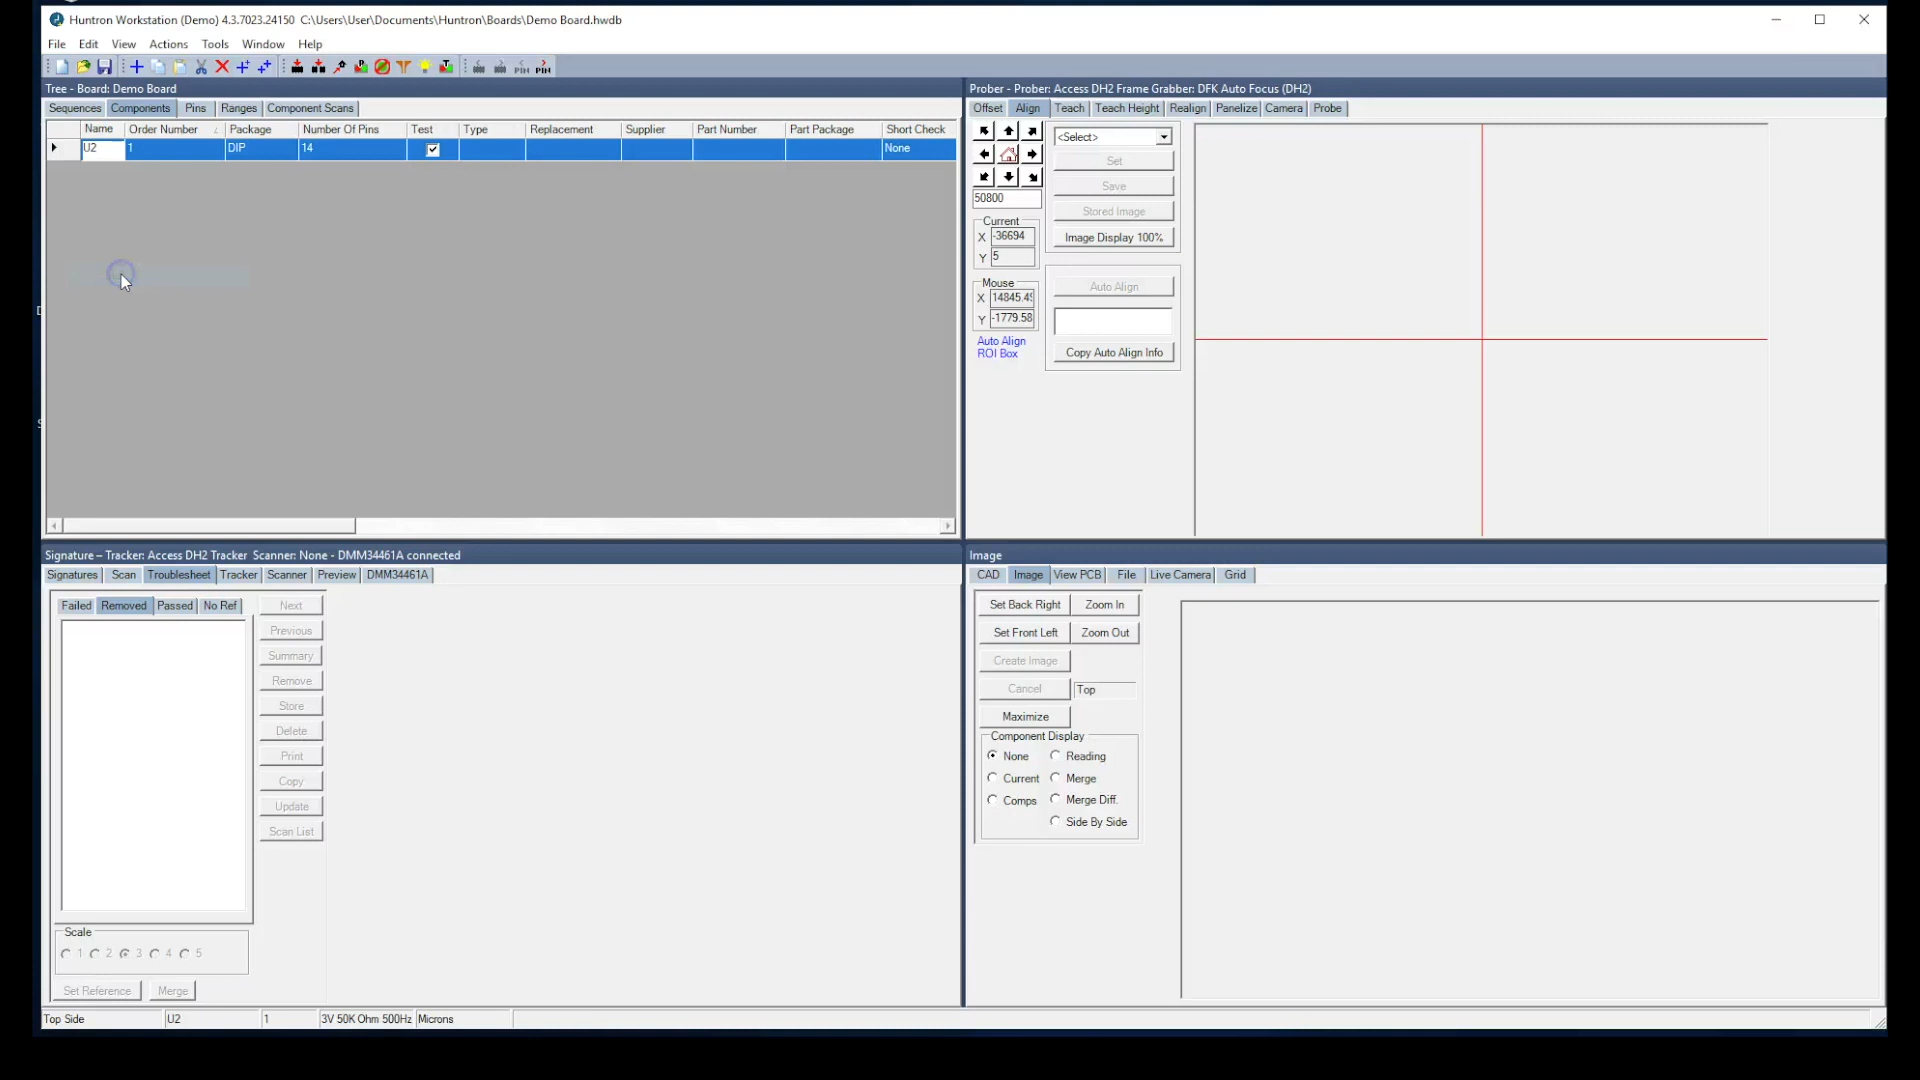 Huntron Workstation (Demo) 4.3.7023.24150 C:\Users\User\Documents\Huntron\Boards\Demo Board.hwdb
File Edit View Actions Tools Window Help
Tree - Board: Demo Board
Sequences Components Pins Ranges Component Scans
Name Order Number Package Number Of Pins Test Type Replacement Supplier Part Number Part Package Short Check
U2 1 DIP 14 None
Prober - Prober: Access DH2 Frame Grabber: DFK Auto Focus (DH2)
Offset Align Teach Teach Height Realign Panelize Camera Probe
<Select>
Set
Save
50800
Stored Image
Current
X -36694
Image Display 100%
Y 5
Mouse
Auto Align
X 14845.45
Y -1779.58
Auto Align
ROI Box
Copy Auto Align Info
Signature – Tracker: Access DH2 Tracker Scanner: None - DMM34461A connected
Signatures Scan Troubleshet Tracker Scanner Preview DMM34461A
Failed Removed Passed No Ref
Next
Previous
Summary
Remove
Store
Delete
Print
Copy
Update
Scan List
Scale
1 2 3 4 5
Set Reference Merge
Image
CAD Image View PCB File Live Camera Grid
Set Back Right Zoom In
Set Front Left Zoom Out
Create Image
Cancel Top
Maximize
Component Display
None Reading
Current Merge
Comps Merge Diff.
Side By Side
Top Side U2 1 3V 50K Ohm 500Hz Microns